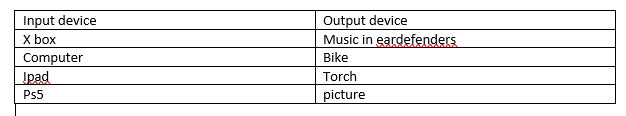 Input device Output device
X box Music in eardefenders
Computer Bike
Ipad Torch
Ps5 picture